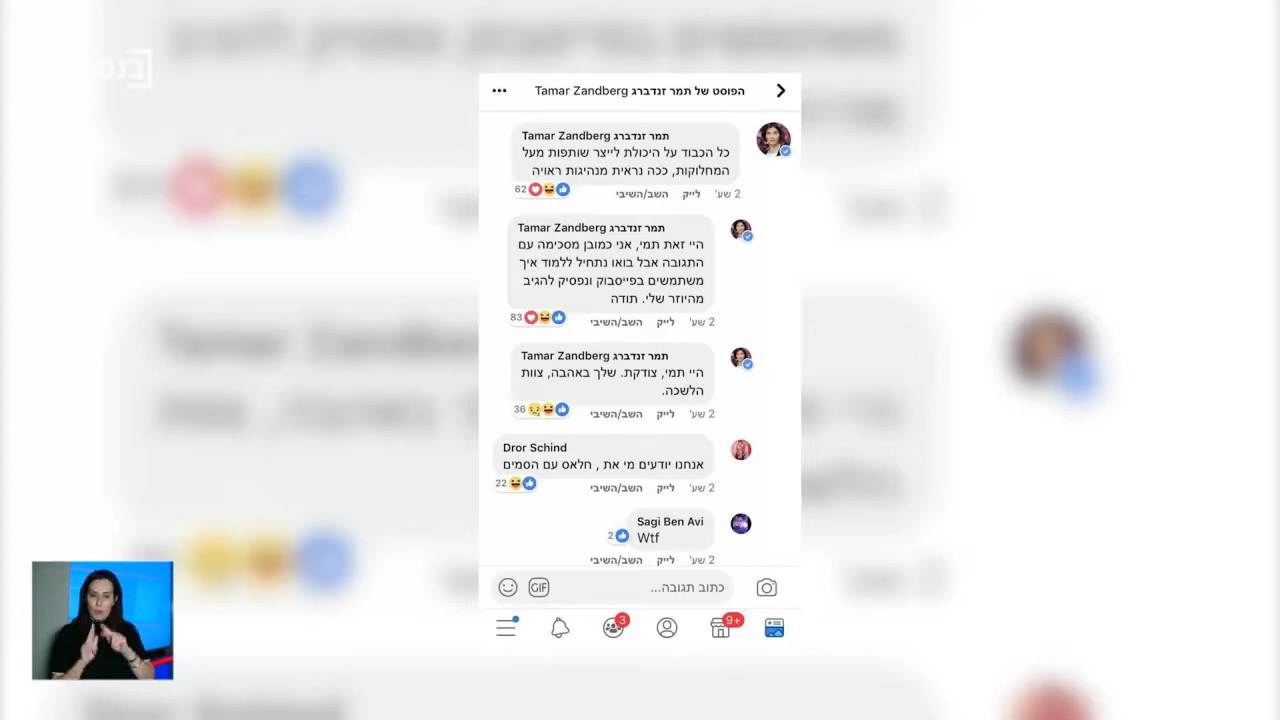 כנסת
הפוסט של תמר זנדברג Tamar Zandberg
תמר זנדברג Tamar Zandberg
כל הכבוד על היכולת לייצר שותפות מעל
המחלוקות, ככה נראית מנהיגות ראויה
2 שע' לייק השב/השיבי 62
תמר זנדברג Tamar Zandberg
היי זאת תמי, אני כמובן מסכימה עם
התגובה אבל בואו נתחיל ללמוד איך
משתמשים בפייסבוק ונפסיק להגיב
מהיוזר שלי. תודה
2 שע' לייק השב/השיבי 83
תמר זנדברג Tamar Zandberg
היי תמי, צודקת. שלך באהבה, צוות
הלשכה.
2 שע' לייק השב/השיבי 36
Dror Schind
אנחנו יודעים מי את , חלאס עם הסמים
2 שע' לייק השב/השיבי 22
Sagi Ben Avi
Wtf
2
2 שע' לייק השב/השיבי
כתוב תגובה... GIF
3 9+